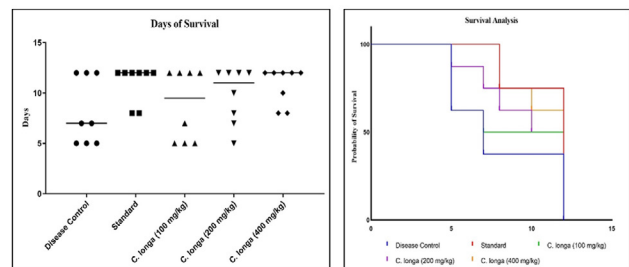 Days of Survival
15
10
5
0
Days
Disease Control
Standard
C. longa (100 mg/kg)
C. longa (200 mg/kg)
C. longa (400 mg/kg)
Survival Analysis
100
50
0
Probability of Survival
0
5
10
15
Disease Control
Standard
C. longa (100 mg/kg)
C. longa (200 mg/kg)
C. longa (400 mg/kg)